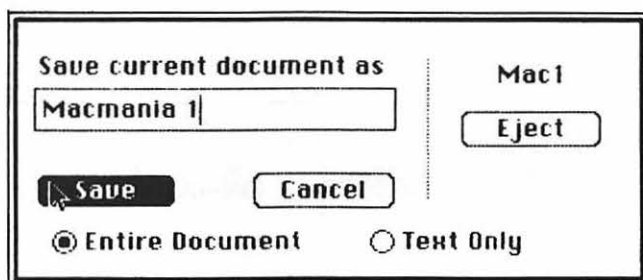 Save current document as
Macmania 1
Mac1
Eject
Save
Cancel
Entire Document
Text Only